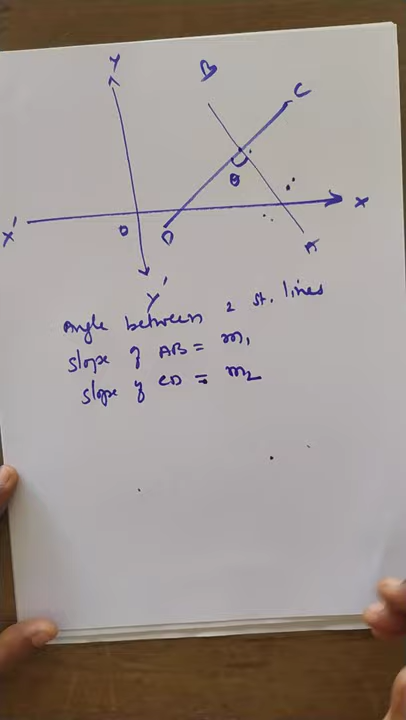 Y
B
C
θ
X'
O
D
X
A
Y'
Angle between 2 st. lines
slope of AB = m₁
slope of CD = m₂